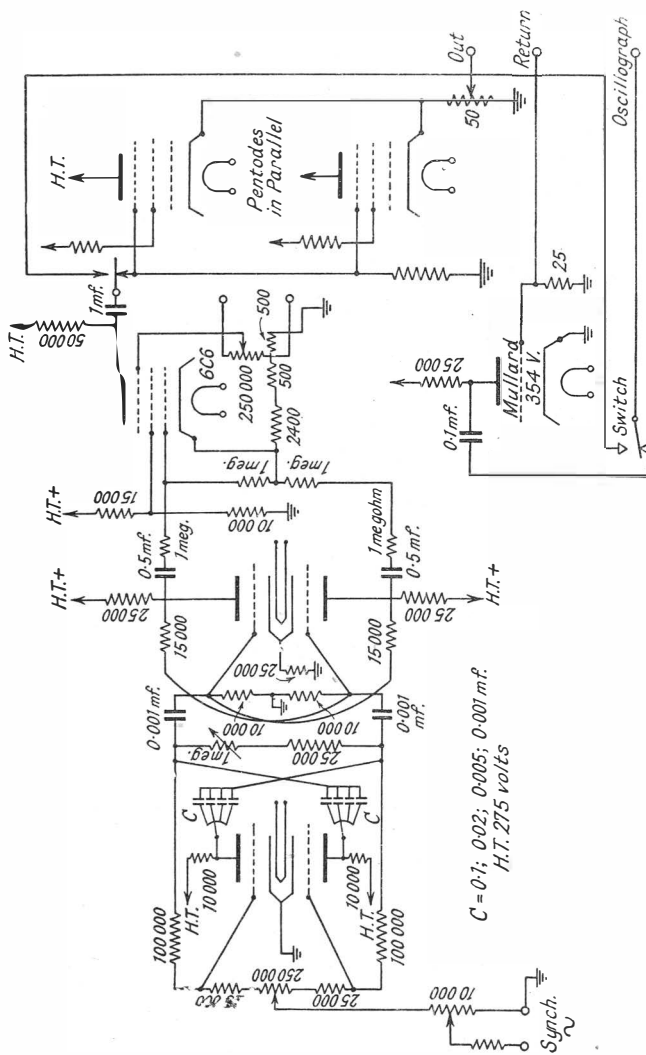 H.T.
50 000
1 mf.
H.T.
Pentodes
in Parallel
Out
50
Return
25
Oscillograph
Switch
Mullard
354 V.
25 000
0·1 mf.
6C6
250 000
500
500
2400
1 meg.
1 meg.
H.T.+
15 000
10 000
H.T.+
25 000
0·5 mf.
1 meg.
15 000
1 megohm
0·5 mf.
15 000
25 000
H.T.+
25 000
0·001 mf.
10 000
10 000
0·001
mf.
1 meg.
25 000
C
C
10 000
H.T.
10 000
H.T.
100 000
100 000
250 000
25 000
10 000
Synch.
~
C = 0·1; 0·02; 0·005; 0·001 mf.
H.T. 275 volts